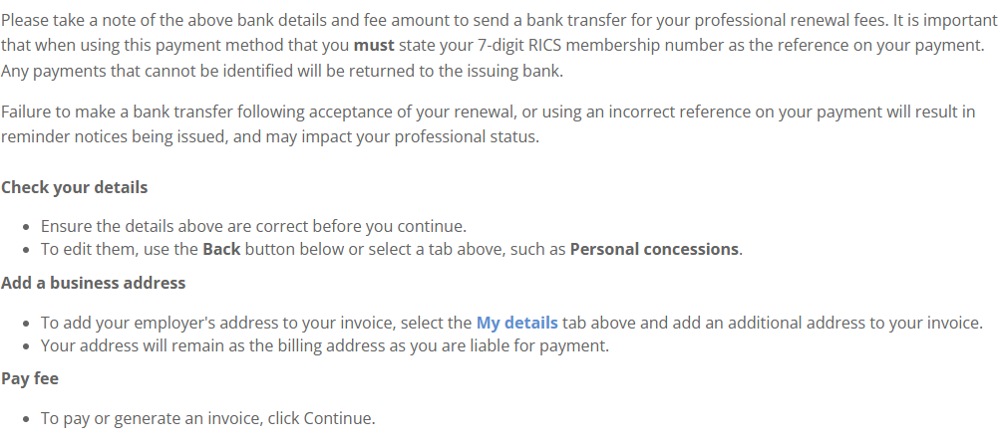 Please take a note of the above bank details and fee amount to send a bank transfer for your professional renewal fees. It is important
that when using this payment method that you must state your 7-digit RICS membership number as the reference on your payment.
Any payments that cannot be identified will be returned to the issuing bank.
Failure to make a bank transfer following acceptance of your renewal, or using an incorrect reference on your payment will result in
reminder notices being issued, and may impact your professional status.
Check your details
• Ensure the details above are correct before you continue.
• To edit them, use the Back button below or select a tab above, such as Personal concessions.
Add a business address
• To add your employer's address to your invoice, select the My details tab above and add an additional address to your invoice.
• Your address will remain as the billing address as you are liable for payment.
Pay fee
• To pay or generate an invoice, click Continue.